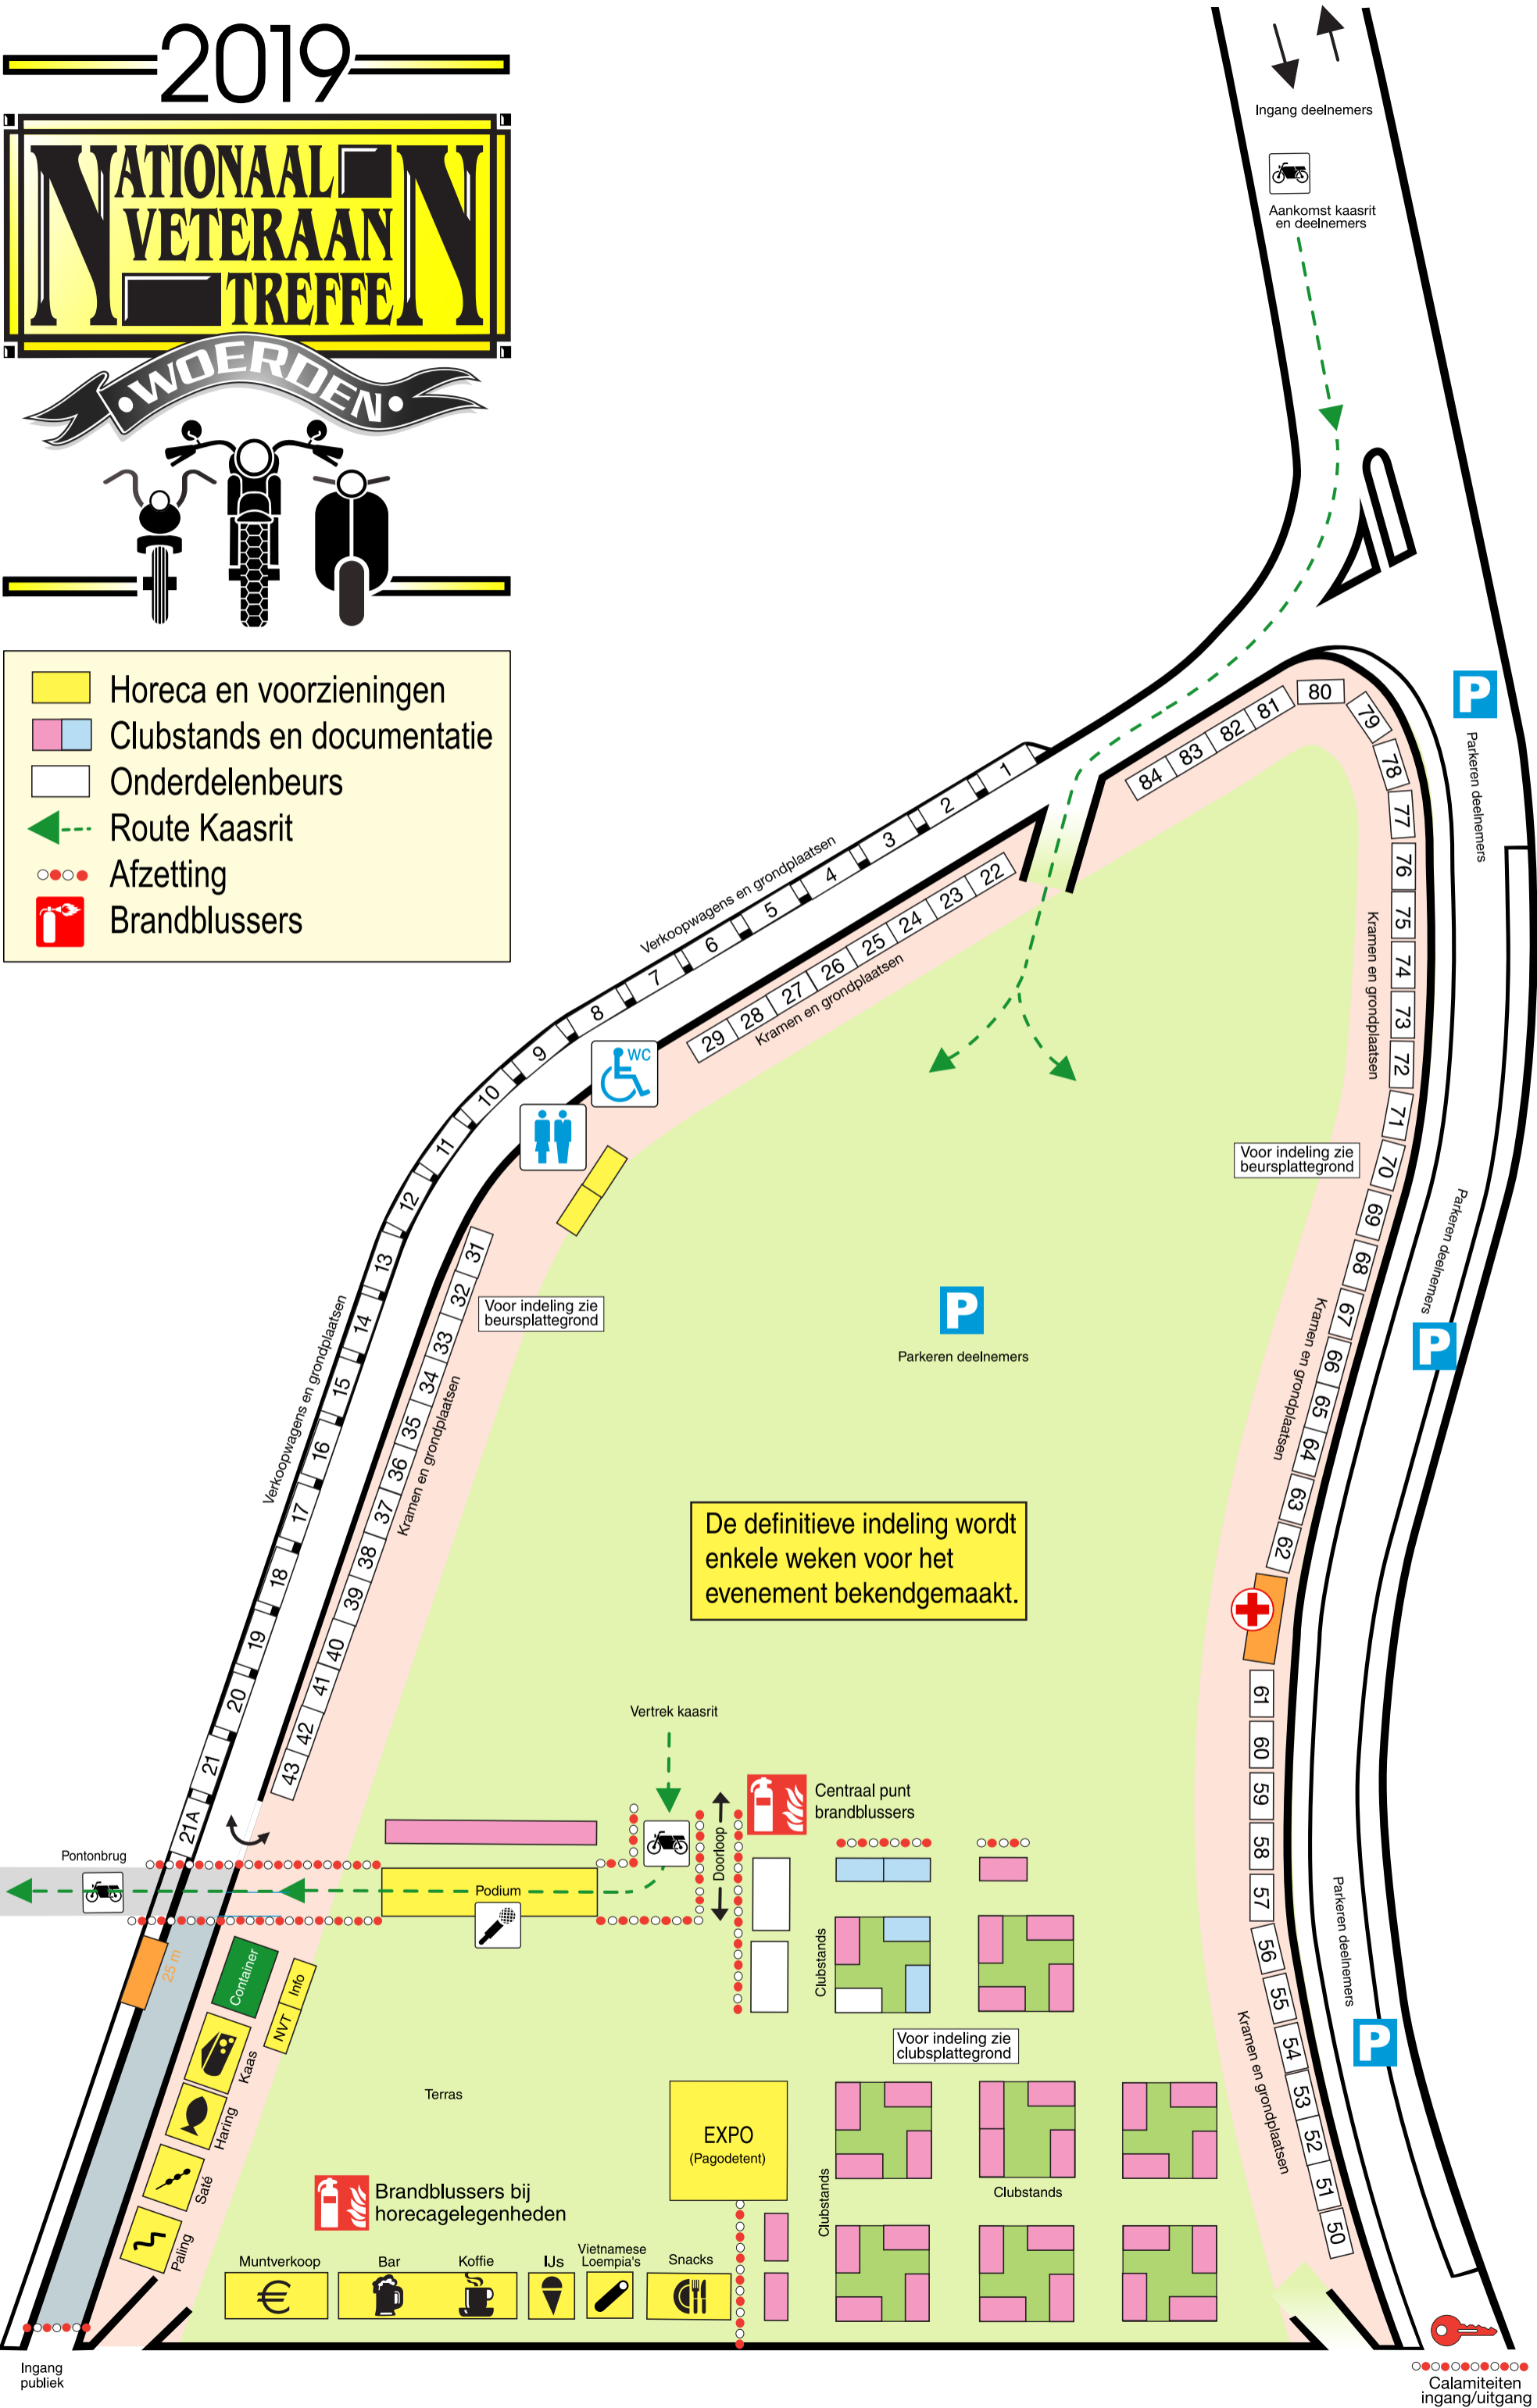 2019
NATIONAAL
VETERAAN
TREFFEN
WOERDEN
Horeca en voorzieningen
Clubstands en documentatie
Onderdelenbeurs
Route Kaasrit
Afzetting
Brandblussers
Ingang deelnemers
Aankomst kaasrit
en deelnemers
P
Parkeren deelnemers
80
81
82
83
84
79
78
77
76
75
74
73
72
71
70
69
68
67
66
65
64
63
62
Kramen en grondplaatsen
Kramen en grondplaatsen
Voor indeling zie
beursplattegrond
Parkeren deelnemers
P
1
2
3
4
5
6
7
8
9
10
11
12
13
14
15
16
17
18
19
20
21
21A
Verkoopwagens en grondplaatsen
Verkoopwagens en grondplaatsen
22
23
24
25
26
27
28
29
Kramen en grondplaatsen
WC
31
32
33
34
35
36
37
38
39
40
41
42
43
Kramen en grondplaatsen
Voor indeling zie
beursplattegrond
P
Parkeren deelnemers
De definitieve indeling wordt
enkele weken voor het
evenement bekendgemaakt.
61
60
59
58
57
56
55
54
53
52
51
50
Kramen en grondplaatsen
Parkeren deelnemers
P
Vertrek kaasrit
Doorloop
Centraal punt
brandblussers
Pontonbrug
Podium
25 m
Container
Info
NVT
Kaas
Haring
Saté
Paling
Terras
Clubstands
Voor indeling zie
clubsplattegrond
EXPO
(Pagodetent)
Clubstands
Clubstands
Brandblussers bij
horecagelegenheden
Muntverkoop
Bar
Koffie
IJs
Vietnamese
Loempia's
Snacks
€
Ingang
publiek
Calamiteiten
ingang/uitgang